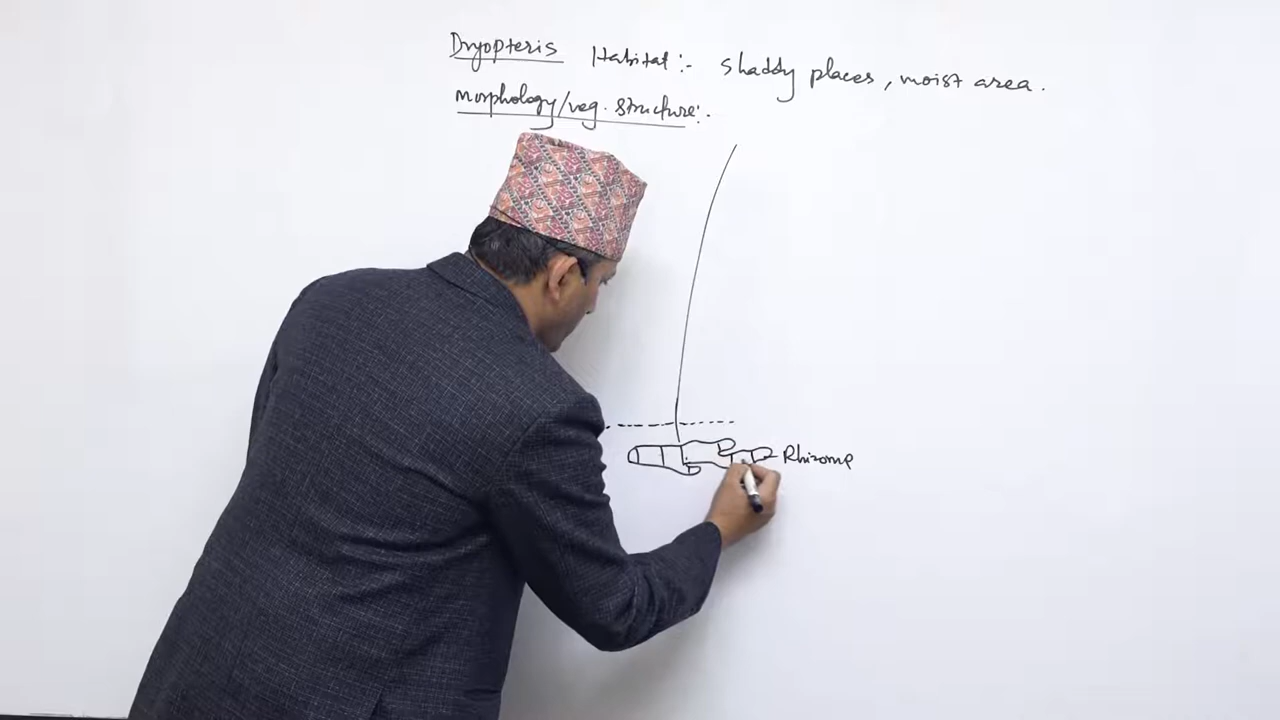 Dryopteris Habitat:- shaddy places, moist area.
morphology/veg. structure:-
Rhizome